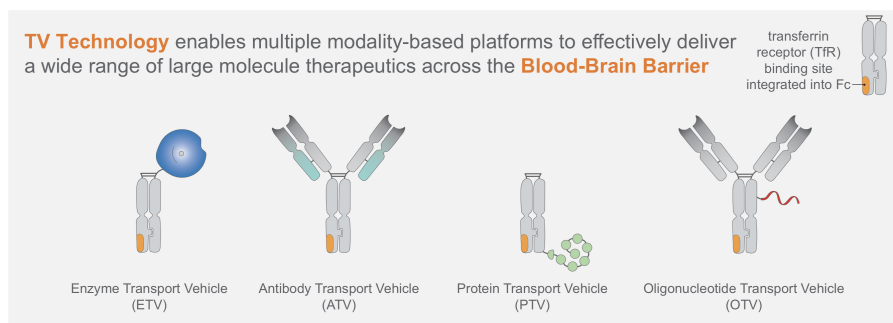 TV Technology enables multiple modality-based platforms to effectively deliver
a wide range of large molecule therapeutics across the Blood-Brain Barrier
transferrin
receptor (TfR)
binding site
integrated into Fc
Enzyme Transport Vehicle
(ETV)
Antibody Transport Vehicle
(ATV)
Protein Transport Vehicle
(PTV)
Oligonucleotide Transport Vehicle
(OTV)